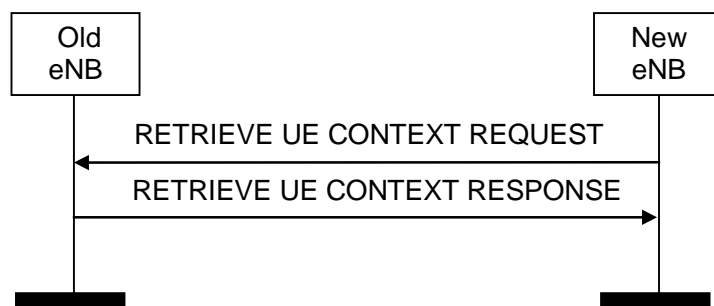 Old
eNB
New
eNB
RETRIEVE UE CONTEXT REQUEST
RETRIEVE UE CONTEXT RESPONSE